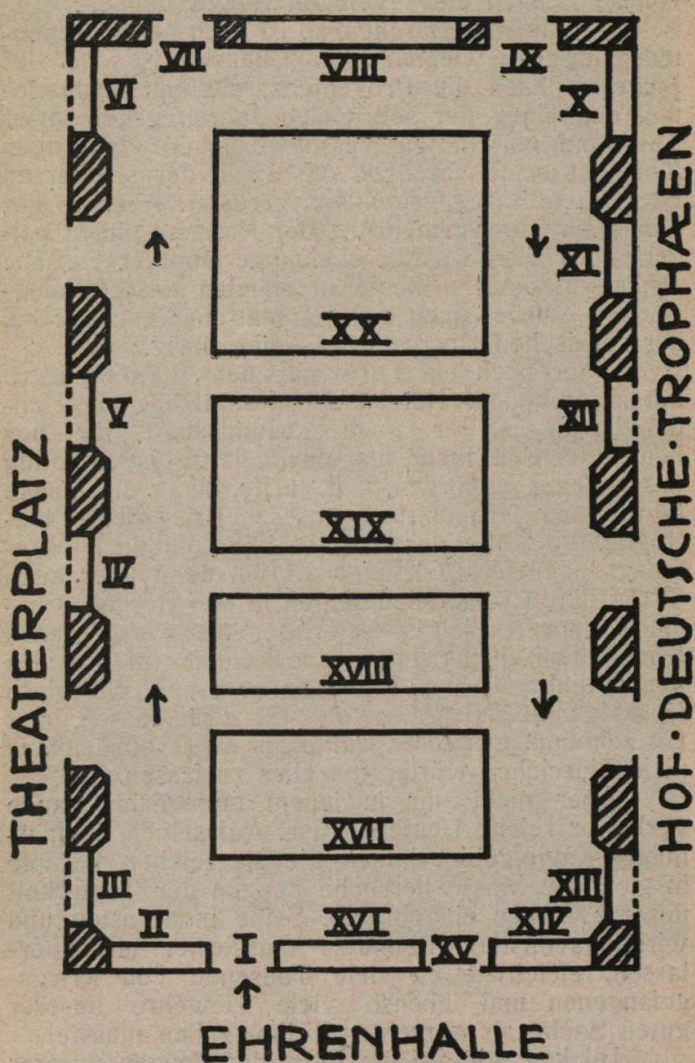 VII VIII IX
VI X
XI
XX
V XII
XIX
IV
XVIII
XVII
III XIII
II I XVI XV XIV
THEATERPLATZ
HOF·DEUTSCHE·TROPHÆEN
EHRENHALLE